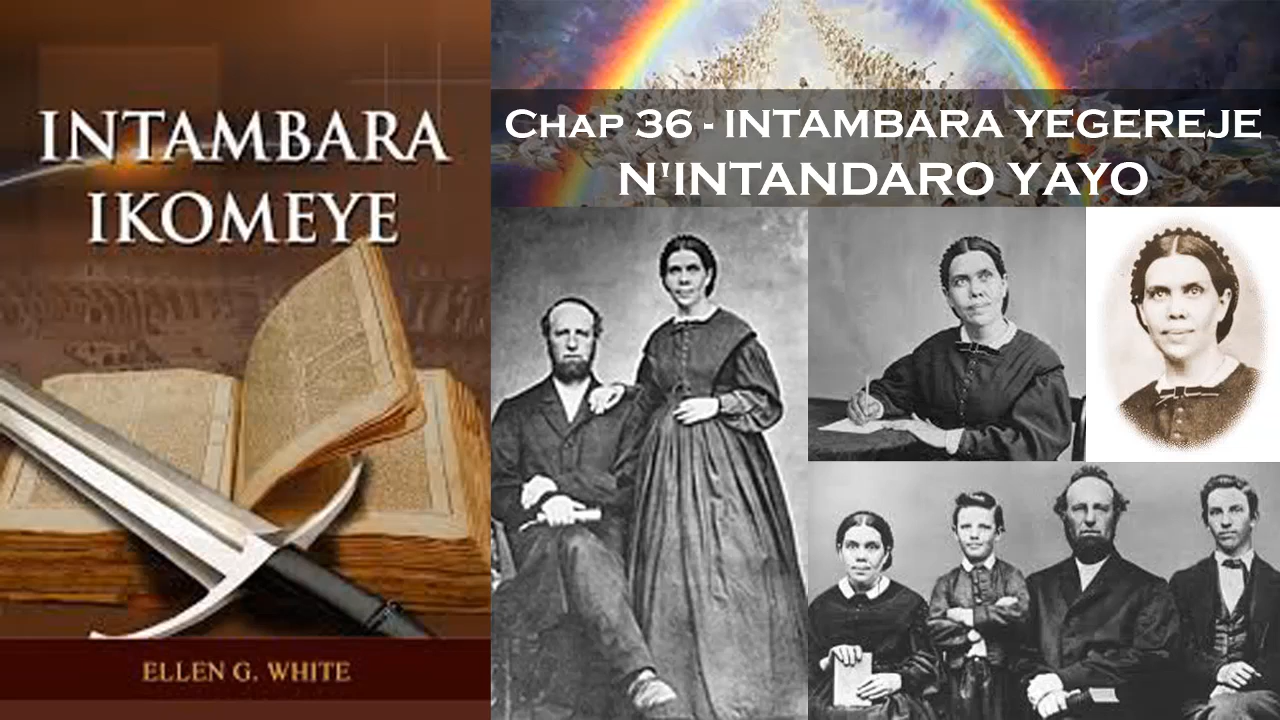 INTAMBARA
IKOMEYE
ELLEN G. WHITE
Chap 36 - INTAMBARA YEGEREJE
N'INTANDARO YAYO